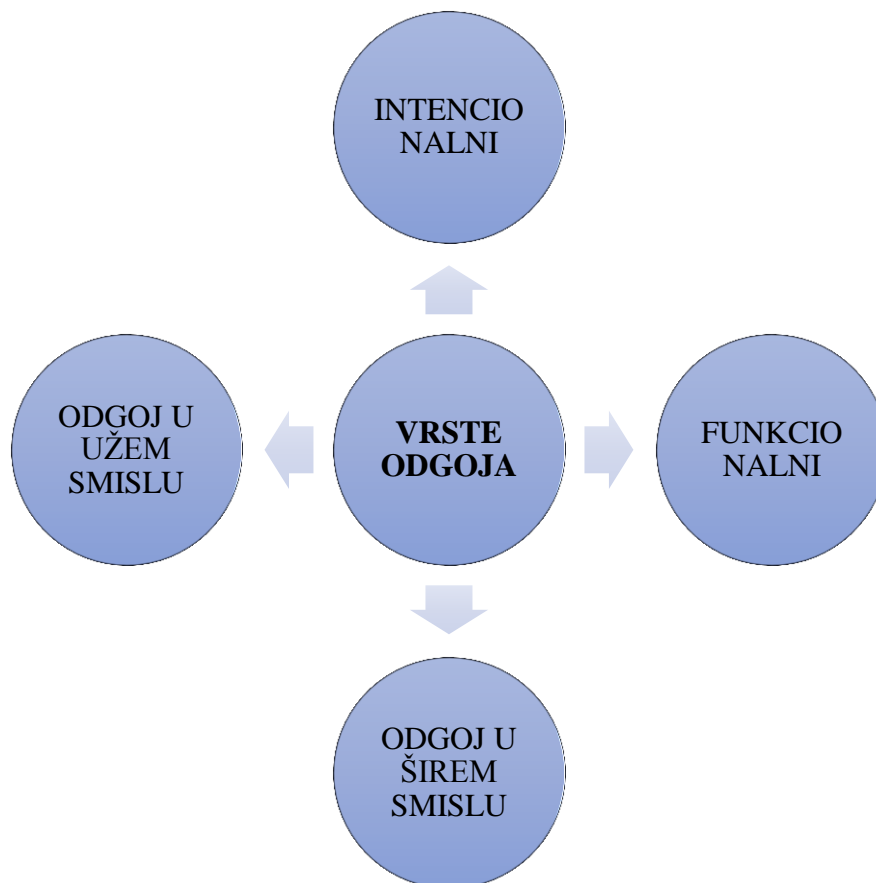 INTENCIO
NALNI
ODGOJ U
UŽEM
SMISLU
VRSTE
ODGOJA
FUNKCIO
NALNI
ODGOJ U
ŠIREM
SMISLU